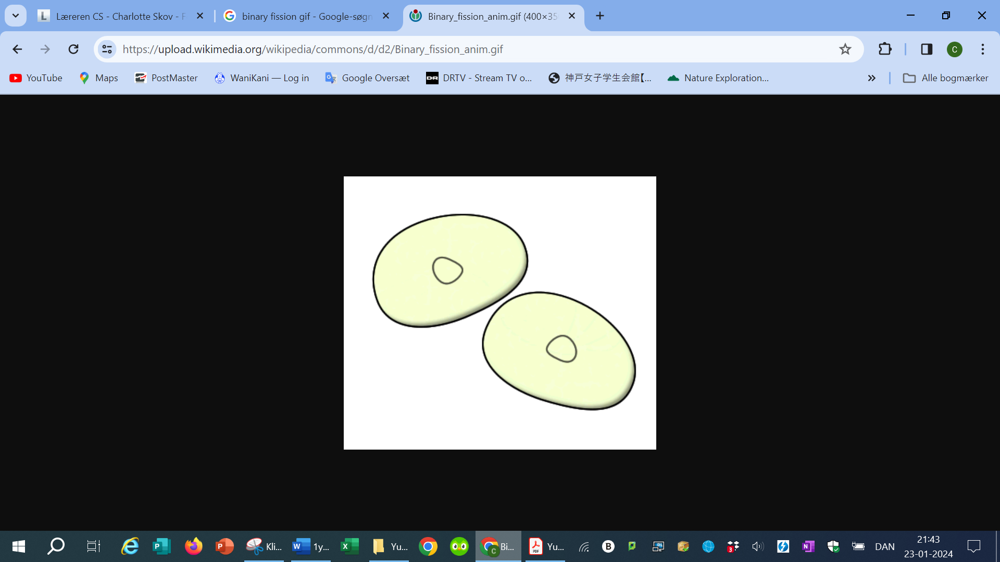 Læreren CS - Charlotte Skov - F
binary fission gif - Google-søgn
Binary_fission_anim.gif (400×35
https://upload.wikimedia.org/wikipedia/commons/d/d2/Binary_fission_anim.gif
C
YouTube
Maps
PostMaster
WaniKani — Log in
Google Oversæt
DRTV - Stream TV o...
神戸女子学生会館【...
Nature Exploration...
Alle bogmærker
Kli...
1y...
Yu...
Bi...
Yu...
DAN
21:43
23-01-2024